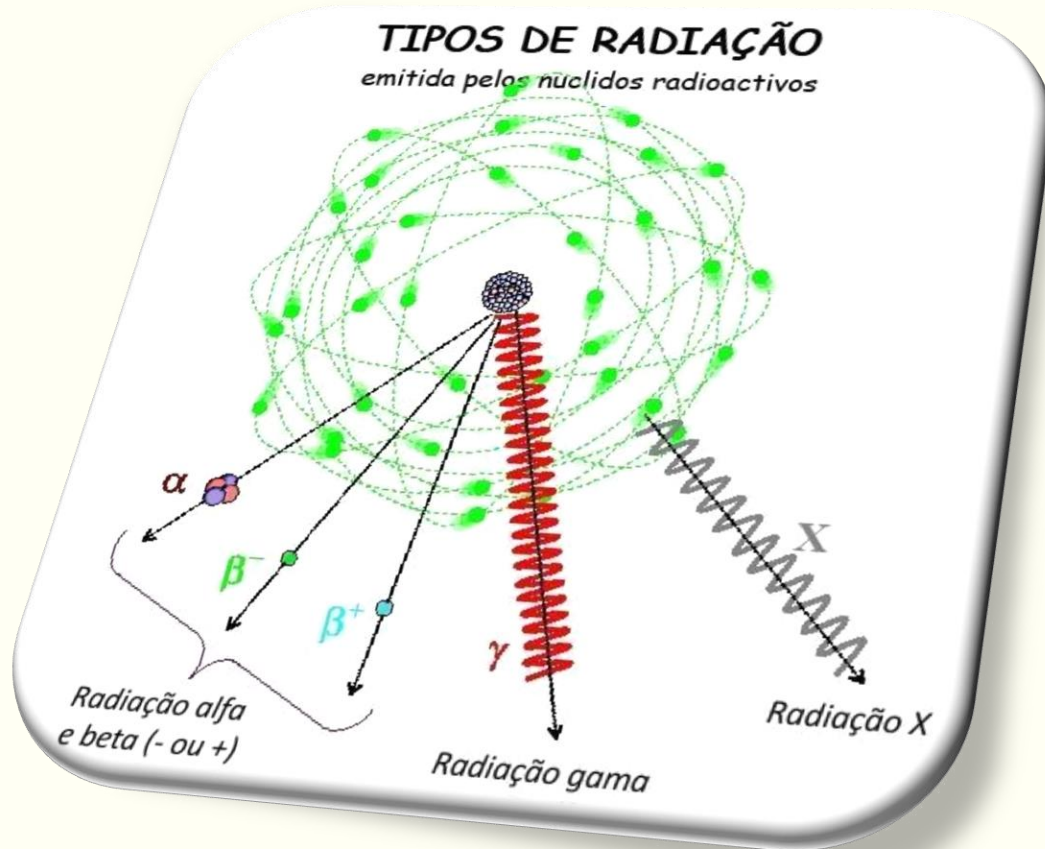 TIPOS DE RADIAÇÃO
emitida pelos nuclidos radioactivos
α
β⁻
β⁺
γ
X
Radiação alfa
e beta (- ou +)
Radiação gama
Radiação X